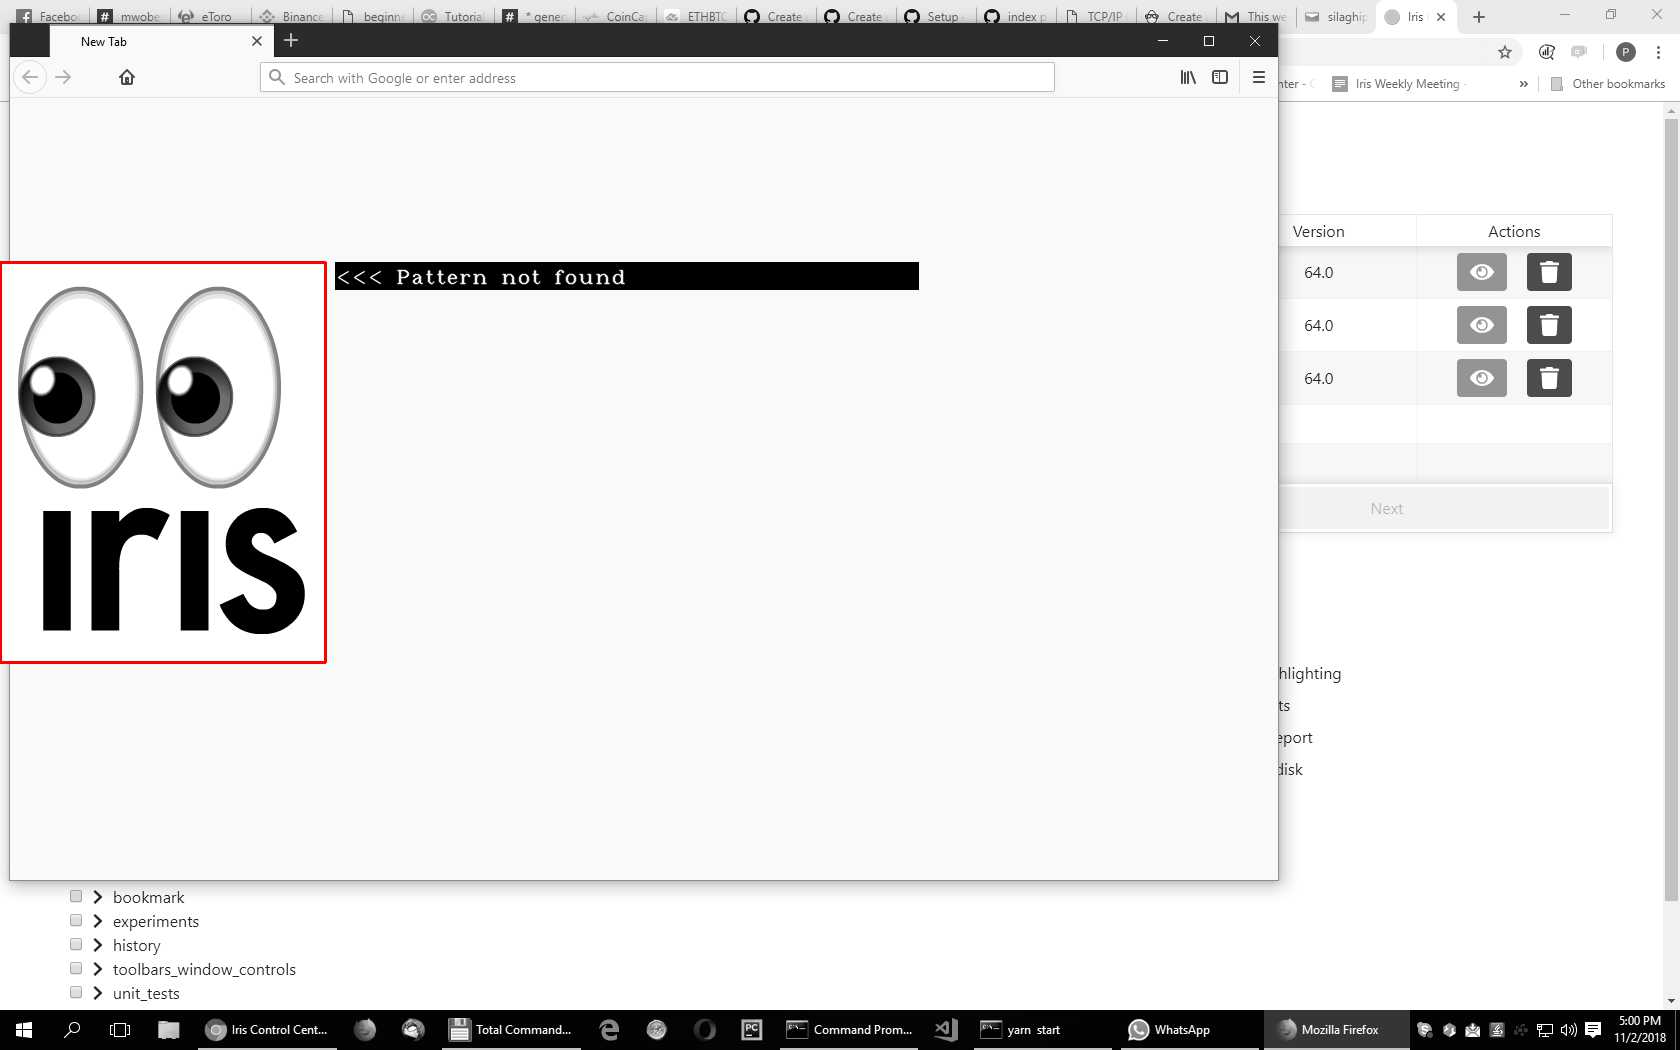 Facebo
mwobe
eToro
Binance
beginn
Tutorial
* gener
CoinCa
ETHBTC
Create
Create
Setup
index p
TCP/IP
Create
This we
silaghip
Iris
New Tab
Search with Google or enter address
P
nter - C
Iris Weekly Meeting
»
Other bookmarks
<<< Pattern not found
iris
Version
Actions
64.0
64.0
64.0
Next
hlighting
ts
eport
disk
bookmark
experiments
history
toolbars_window_controls
unit_tests
Iris Control Cent...
Total Command...
PC
Command Prom...
yarn start
WhatsApp
Mozilla Firefox
5:00 PM
11/2/2018